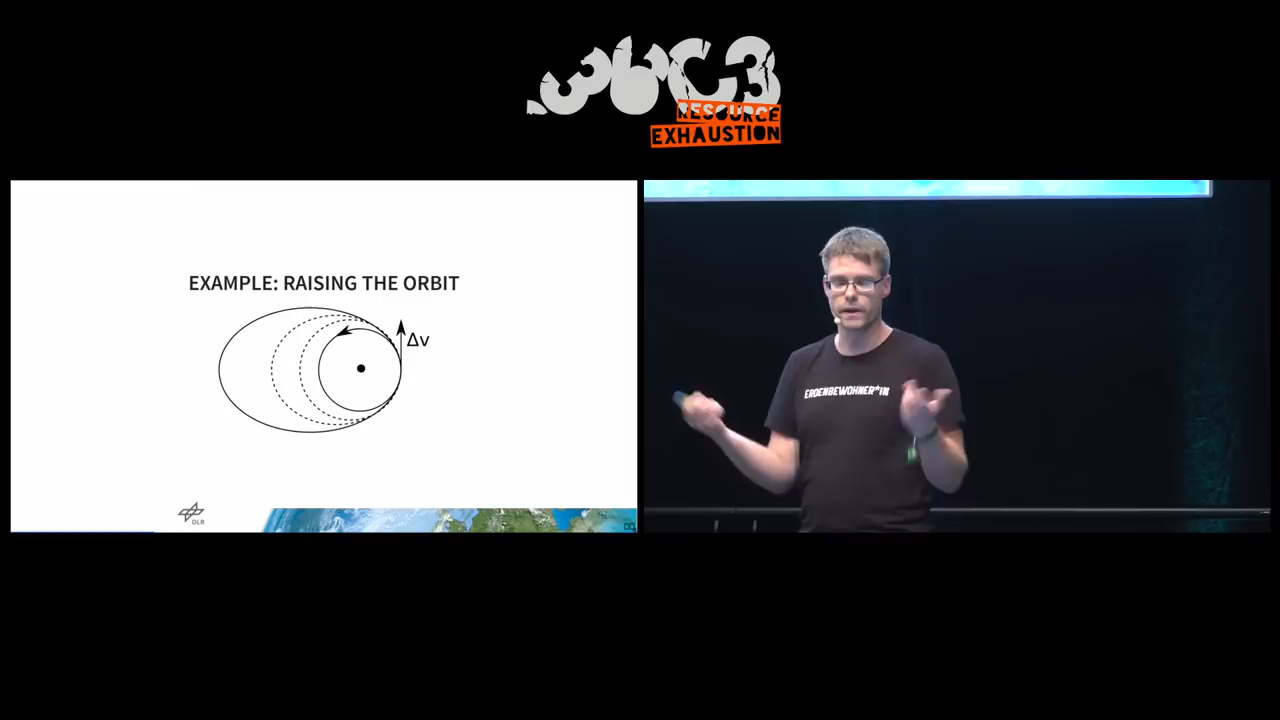 36C3
RESOURCE
EXHAUSTION
EXAMPLE: RAISING THE ORBIT
Δv
DLR
ERDENBEWOHNER*IN